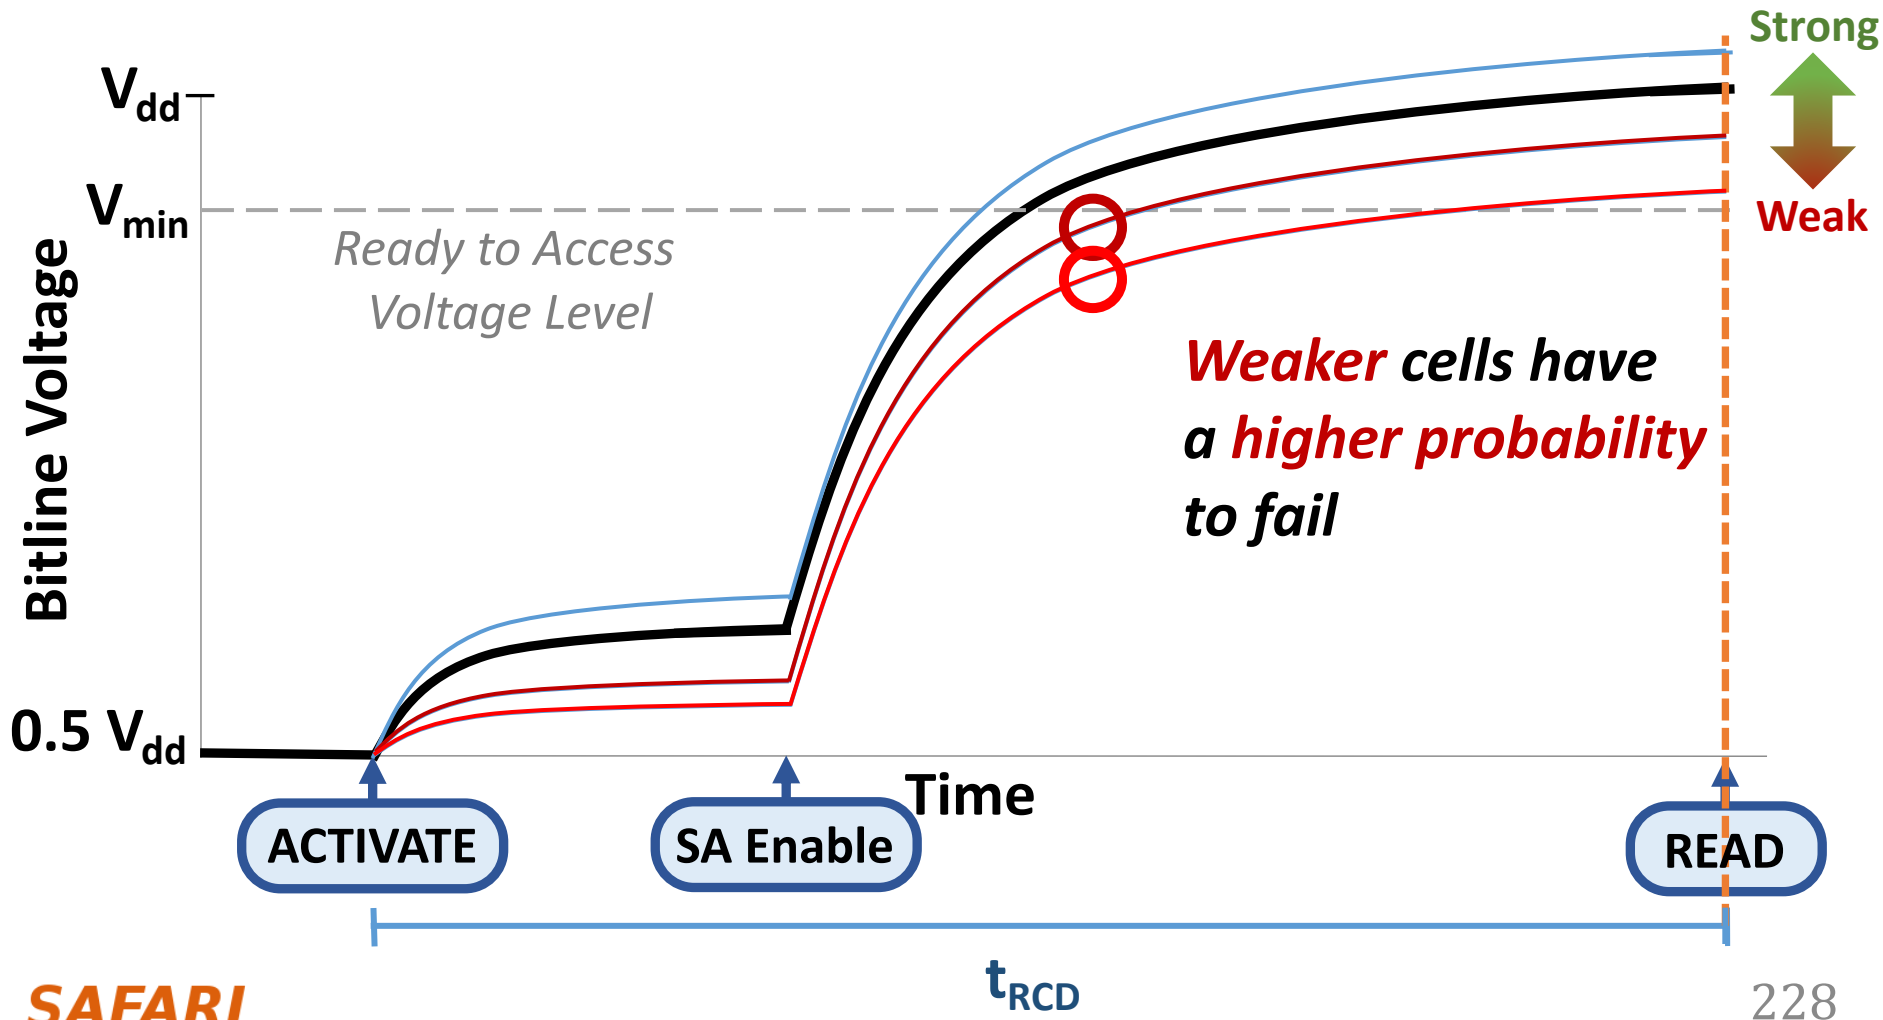 Strong
Vdd
Vmin
Weak
Ready to Access
Voltage Level
Bitline Voltage
Weaker cells have
a higher probability
to fail
0.5 Vdd
Time
ACTIVATE
SA Enable
READ
tRCD
SAFARI
228